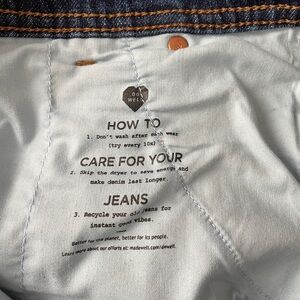 DO
WELL
HOW TO
1. Don't wash after each wear
(try every 10x)
CARE FOR YOUR
2. Skip the dryer to save energy and
make denim last longer.
JEANS
3. Recycle your old jeans for
instant good vibes.
Better for the planet, better for its people.
Learn more about our efforts at: madewell.com/dowell.